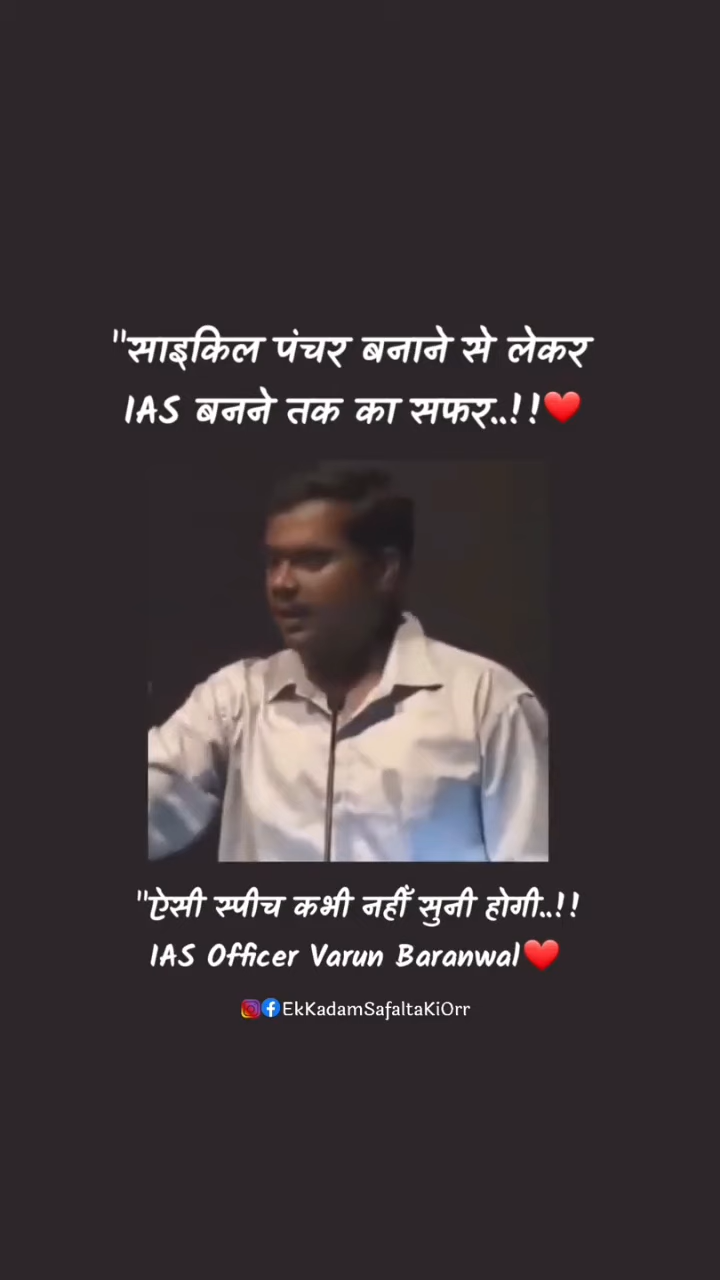 "साइकिल पंचर बनाने से लेकर
IAS बनने तक का सफर..!!❤️
"ऐसी स्पीच कभी नहीँ सुनी होगी..!!
IAS Officer Varun Baranwal❤️
EkKadamSafaltaKiOrr